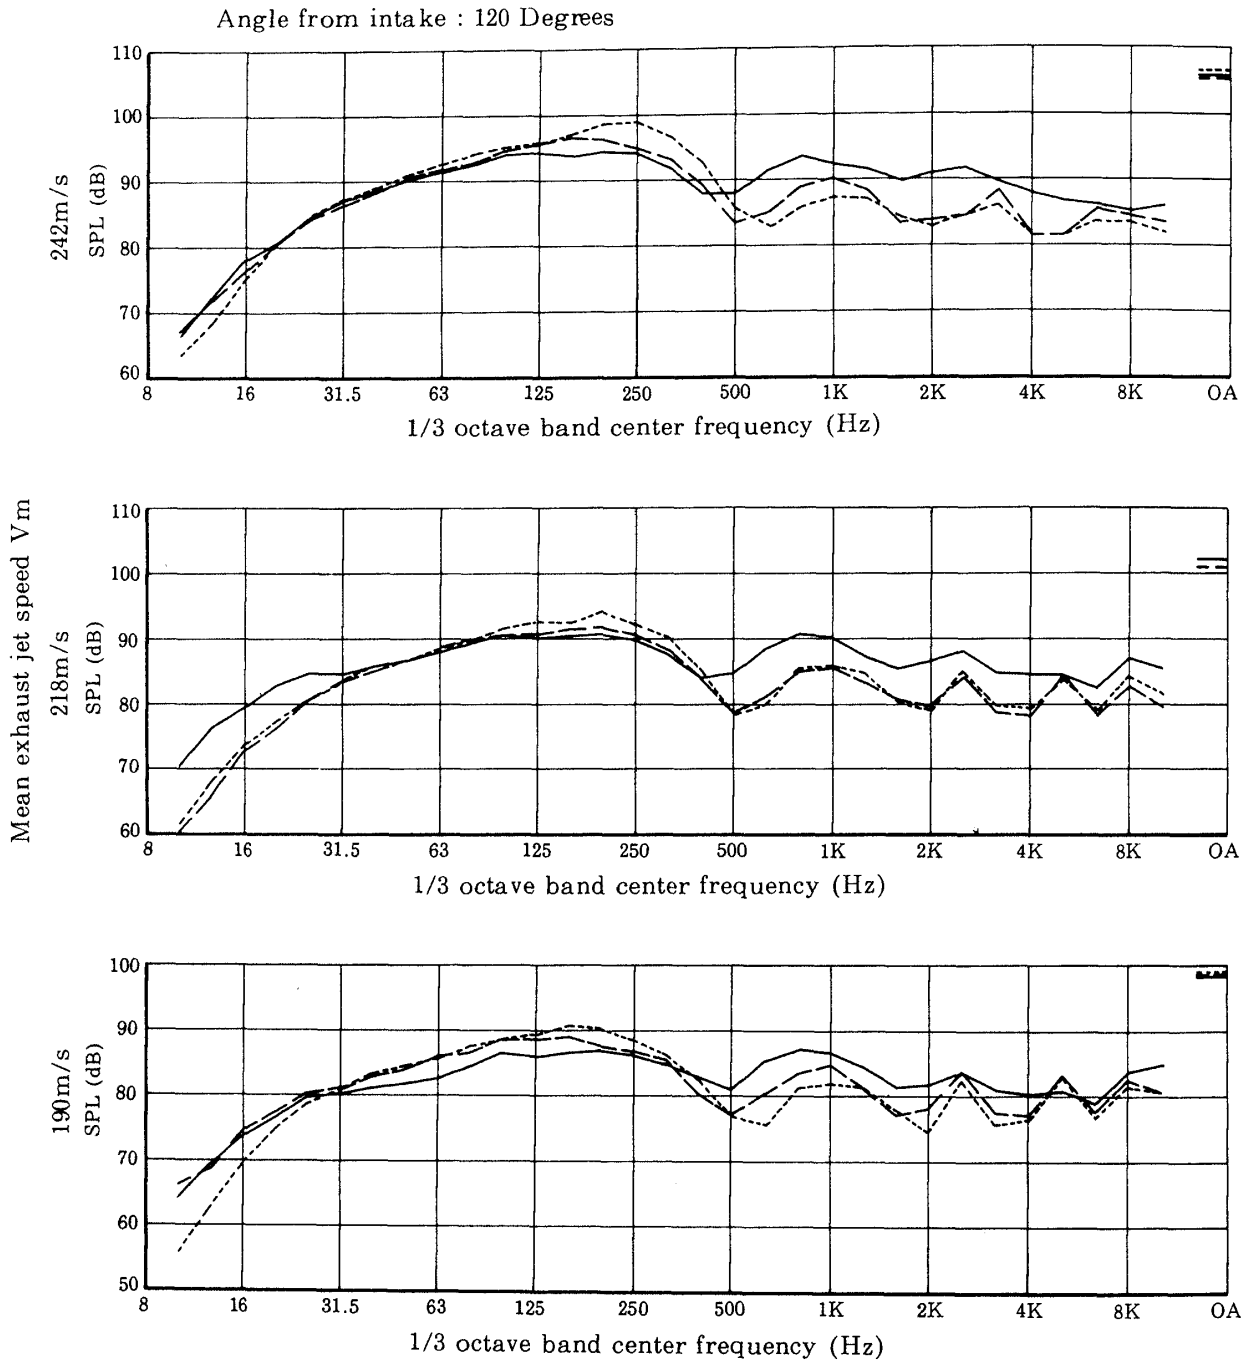 Angle from intake : 120 Degrees
Mean exhaust jet speed Vm
242m/s
SPL (dB)
110
100
90
80
70
60
8 16 31.5 63 125 250 500 1K 2K 4K 8K OA
1/3 octave band center frequency (Hz)
218m/s
SPL (dB)
110
100
90
80
70
60
8 16 31.5 63 125 250 500 1K 2K 4K 8K OA
1/3 octave band center frequency (Hz)
190m/s
SPL (dB)
100
90
80
70
60
50
8 16 31.5 63 125 250 500 1K 2K 4K 8K OA
1/3 octave band center frequency (Hz)